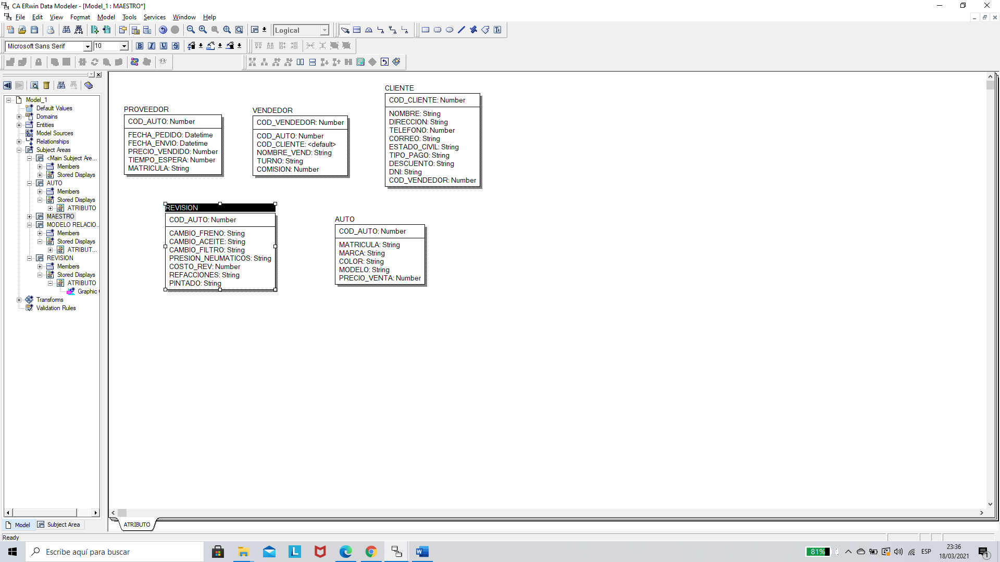 CA ERwin Data Modeler - [Model_1 : MAESTRO*]
File Edit View Format Model Tools Services Window Help
Logical
Microsoft Sans Serif 10
Model_1
Default Values
Domains
Entities
Model Sources
Relationships
Subject Areas
<Main Subject Are...
Members
Stored Displays
AUTO
Members
Stored Displays
ATRIBUTO
MAESTRO
MODELO RELACIO...
Members
Stored Displays
ATRIBUT...
REVISION
Members
Stored Displays
ATRIBUTO
Graphic
Transforms
Validation Rules
Model Subject Area
PROVEEDOR
COD_AUTO: Number
FECHA_PEDIDO: Datetime
FECHA_ENVIO: Datetime
PRECIO_VENDIDO: Number
TIEMPO_ESPERA: Number
MATRICULA: String
VENDEDOR
COD_VENDEDOR: Number
COD_AUTO: Number
COD_CLIENTE: <default>
NOMBRE_VEND: String
TURNO: String
COMISION: Number
CLIENTE
COD_CLIENTE: Number
NOMBRE: String
DIRECCION: String
TELEFONO: Number
CORREO: String
ESTADO_CIVIL: String
TIPO_PAGO: String
DESCUENTO: String
DNI: String
COD_VENDEDOR: Number
REVISION
COD_AUTO: Number
CAMBIO_FRENO: String
CAMBIO_ACEITE: String
CAMBIO_FILTRO: String
PRESION_NEUMATICOS: String
COSTO_REV: Number
REFACCIONES: String
PINTADO: String
AUTO
COD_AUTO: Number
MATRICULA: String
MARCA: String
COLOR: String
MODELO: String
PRECIO_VENTA: Number
ATRIBUTO
Ready
Escribe aquí para buscar
81%
ESP
23:36
18/03/2021
1